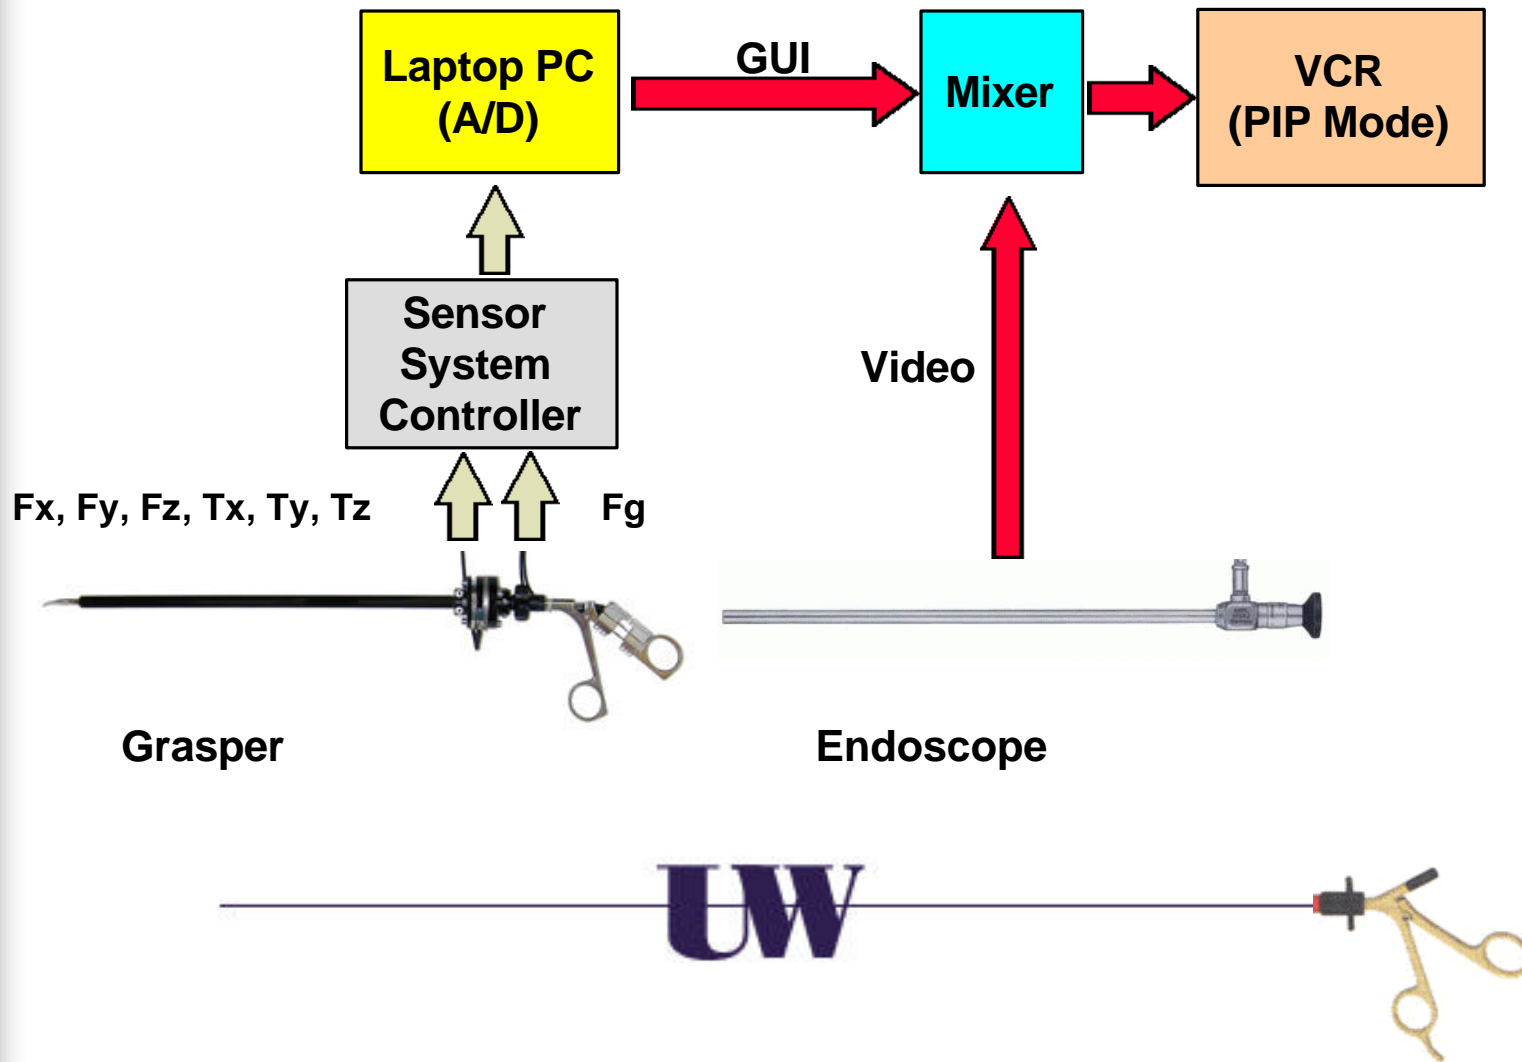 Laptop PC
(A/D)
GUI
Mixer
VCR
(PIP Mode)
Sensor
System
Controller
Video
Fx, Fy, Fz, Tx, Ty, Tz
Fg
Grasper
Endoscope
UW